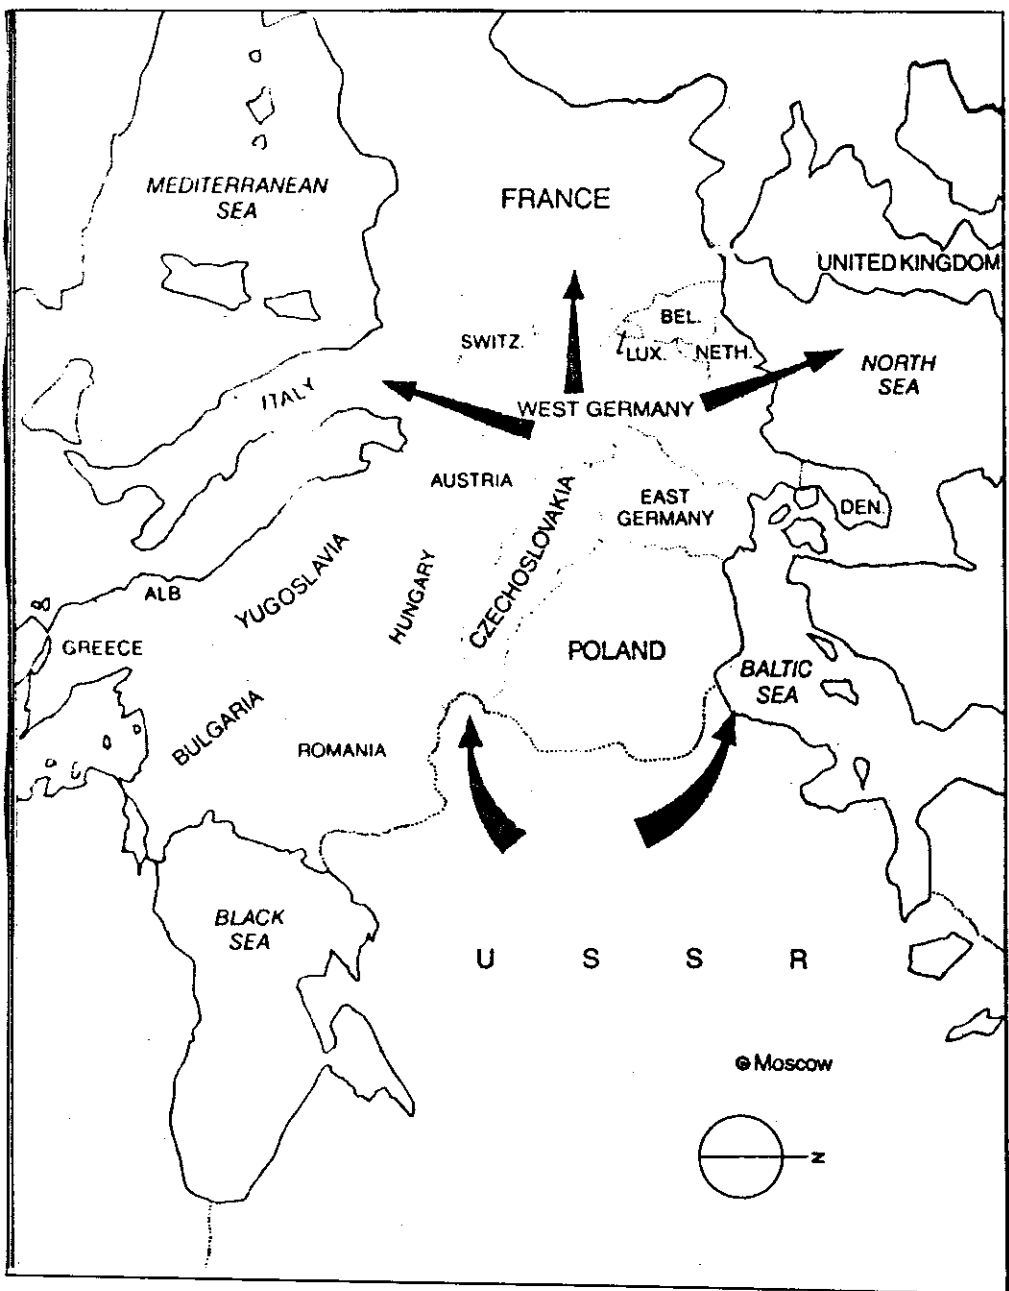 MEDITERRANEAN
SEA
FRANCE
UNITED KINGDOM
BEL.
SWITZ.
LUX.
NETH.
NORTH
SEA
ITALY
WEST GERMANY
AUSTRIA
CZECHOSLOVAKIA
EAST
GERMANY
DEN.
ALB
YUGOSLAVIA
HUNGARY
GREECE
POLAND
BALTIC
SEA
BULGARIA
ROMANIA
BLACK
SEA
U S S R
Moscow
N